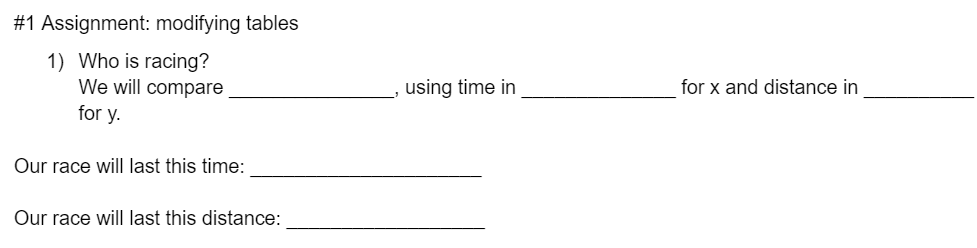 #1 Assignment: modifying tables
1) Who is racing?
We will compare _______________, using time in ______________ for x and distance in __________
for y.
Our race will last this time: _____________________
Our race will last this distance: __________________